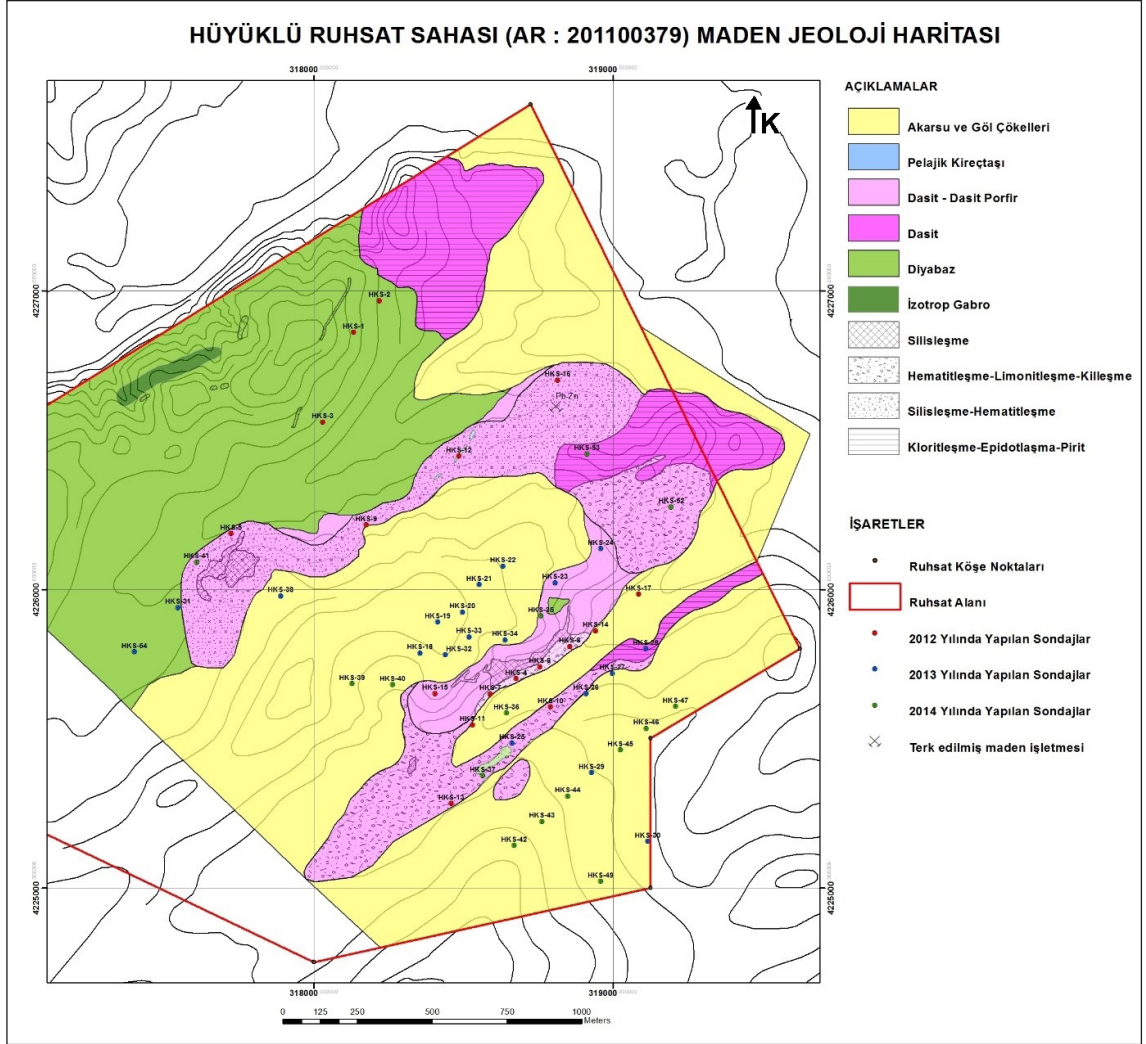 HÜYÜKLÜ RUHSAT SAHASI (AR : 201100379) MADEN JEOLOJİ HARİTASI
318000
319000
K
4227000
4227000
4226000
4226000
4225000
4225000
HKS-2
HKS-1
HKS-3
HKS-16
Pb-Zn
HKS-12
HKS-53
HKS-52
HKS-9
HKS-41
HKS-24
HKS-22
HKS-23
HKS-21
HKS-17
HKS-38
HKS-31
HKS-20
HKS-19
HKS-35
HKS-14
HKS-33
HKS-34
HKS-18
HKS-32
HKS-54
HKS-4
HKS-39
HKS-40
HKS-15
HKS-7
HKS-26
HKS-27
HKS-10
HKS-36
HKS-47
HKS-11
HKS-46
HKS-25
HKS-45
HKS-37
HKS-29
HKS-13
HKS-44
HKS-43
HKS-42
HKS-30
HKS-49
318000
319000
0 125 250 500 750 1000
Meters
AÇIKLAMALAR
Akarsu ve Göl Çökelleri
Pelajik Kireçtaşı
Dasit - Dasit Porfir
Dasit
Diyabaz
İzotrop Gabro
Silisleşme
Hematitleşme-Limonitleşme-Killeşme
Silisleşme-Hematitleşme
Kloritleşme-Epidotlaşma-Pirit
İŞARETLER
Ruhsat Köşe Noktaları
Ruhsat Alanı
2012 Yılında Yapılan Sondajlar
2013 Yılında Yapılan Sondajlar
2014 Yılında Yapılan Sondajlar
Terk edilmiş maden işletmesi